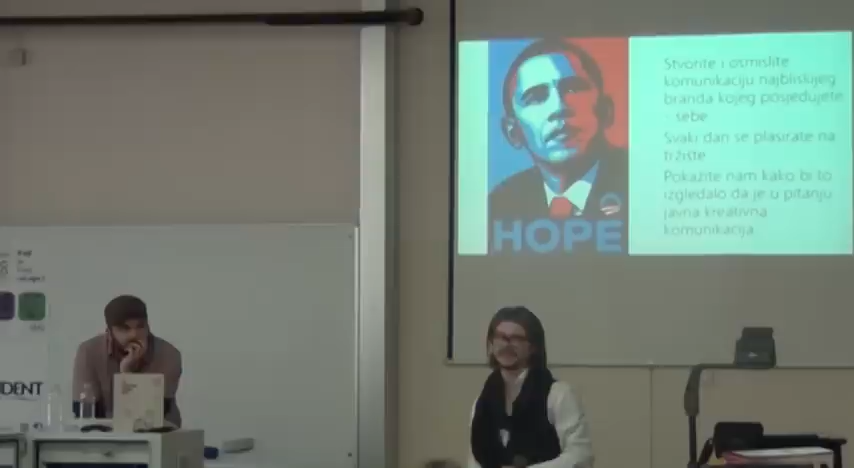 Stvorite i osmislite
komunikaciju najbliskijeg
branda kojeg posjedujete
- sebe
Svaki dan se plasirate na
tržište
Pokažite nam kako bi to
izgledalo da je u pitanju
javna kreativna
komunikacija
HOPE
DENT